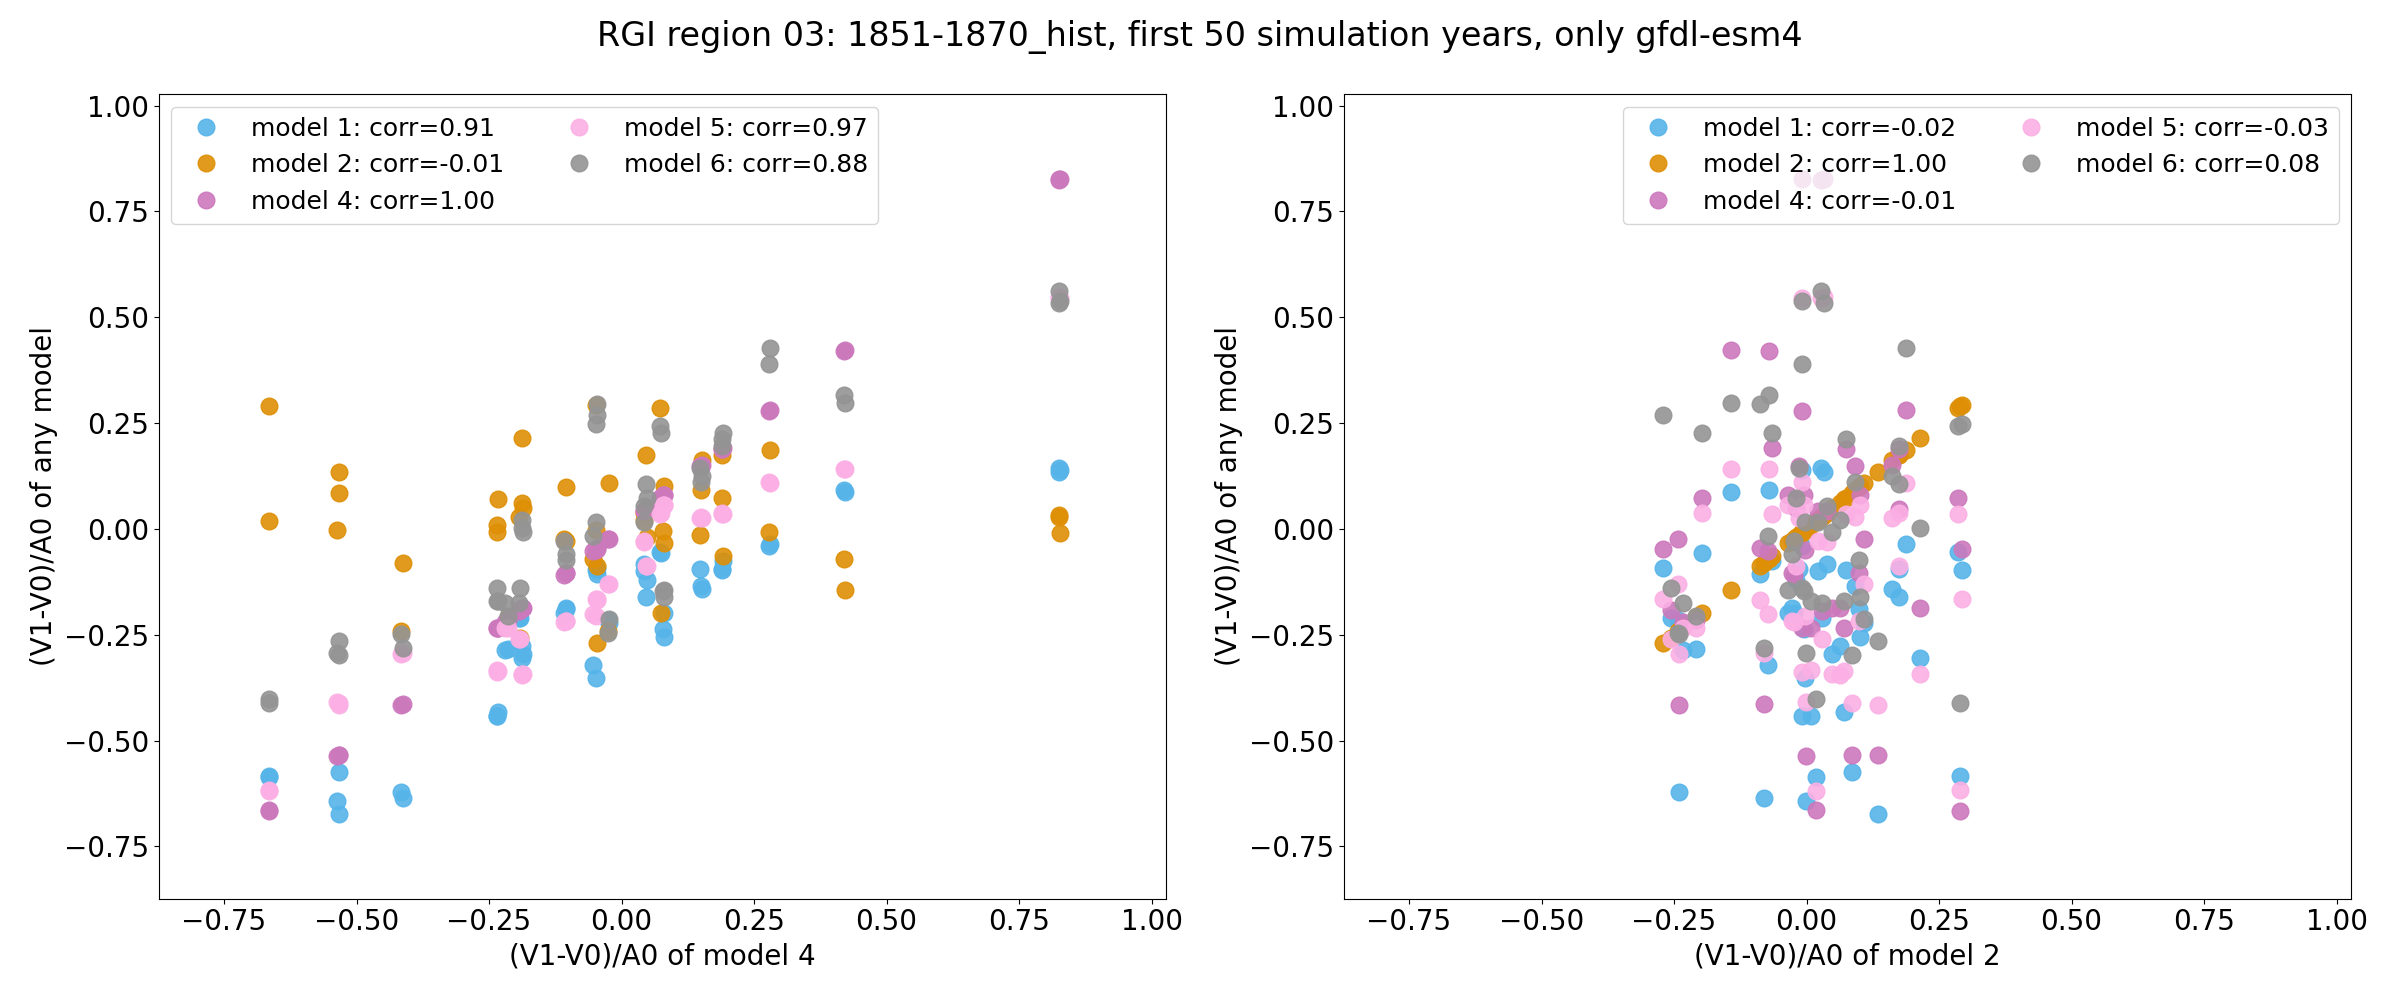 RGI region 03: 1851-1870_hist, first 50 simulation years, only gfdl-esm4
model 1: corr=0.91
model 2: corr=-0.01
model 4: corr=1.00
model 5: corr=0.97
model 6: corr=0.88
1.00
0.75
0.50
0.25
0.00
−0.25
−0.50
−0.75
(V1-V0)/A0 of any model
−0.75 −0.50 −0.25 0.00 0.25 0.50 0.75 1.00
(V1-V0)/A0 of model 4
model 1: corr=-0.02
model 2: corr=1.00
model 4: corr=-0.01
model 5: corr=-0.03
model 6: corr=0.08
1.00
0.75
0.50
0.25
0.00
−0.25
−0.50
−0.75
(V1-V0)/A0 of any model
−0.75 −0.50 −0.25 0.00 0.25 0.50 0.75 1.00
(V1-V0)/A0 of model 2